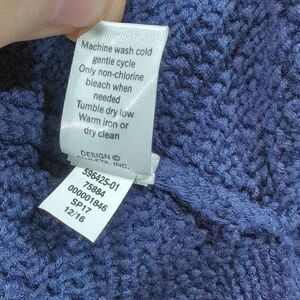 Machine wash cold
gentle cycle
Only non-chlorine
bleach when
needed
Tumble dry low
Warm iron or
dry clean
DESIGN ©
INC.
596425-01
75884
000001846
SP17
12/16